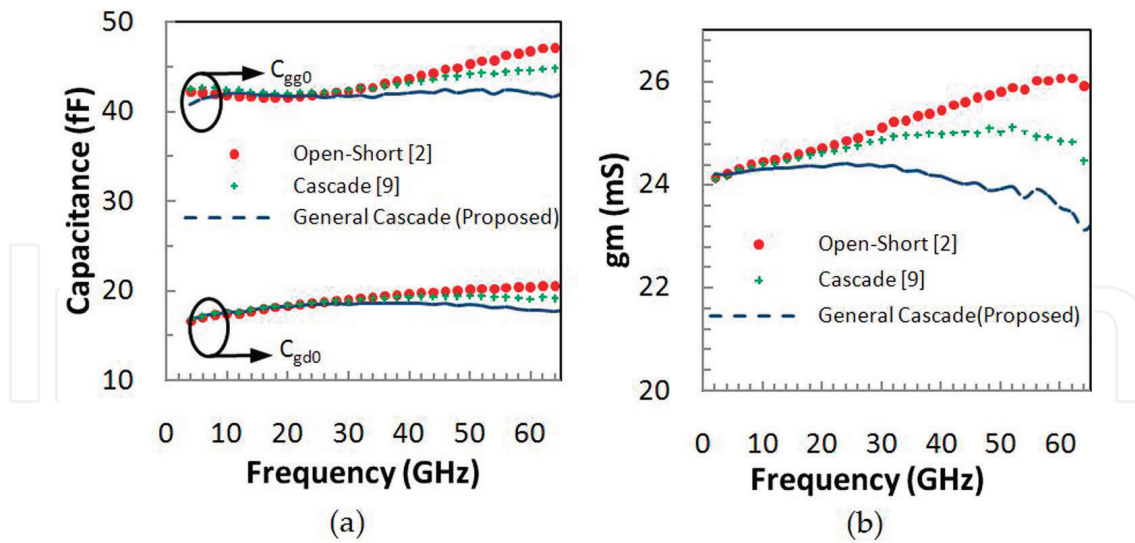 50
40
30
20
10
Capacitance (fF)
Cgg0
Open-Short [2]
Cascade [9]
General Cascade (Proposed)
Cgd0
0 10 20 30 40 50 60
Frequency (GHz)
(a)
26
24
22
20
gm (mS)
Open-Short [2]
Cascade [9]
General Cascade(Proposed)
0 10 20 30 40 50 60
Frequency (GHz)
(b)